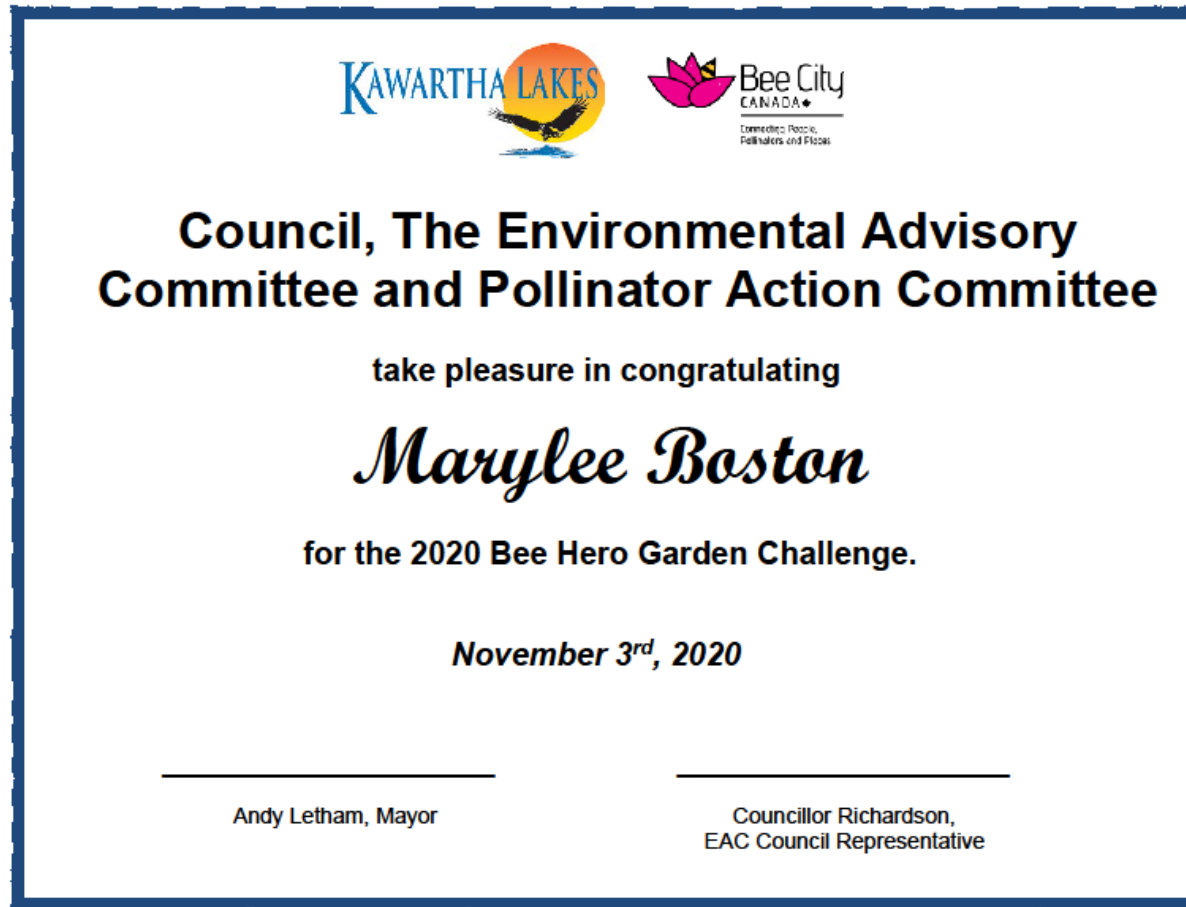 KAWARTHA LAKES
Bee City
CANADA
Connecting People,
Pollinators and Places
Council, The Environmental Advisory
Committee and Pollinator Action Committee
take pleasure in congratulating
Marylee Boston
for the 2020 Bee Hero Garden Challenge.
November 3rd, 2020
Andy Letham, Mayor
Councillor Richardson,
EAC Council Representative